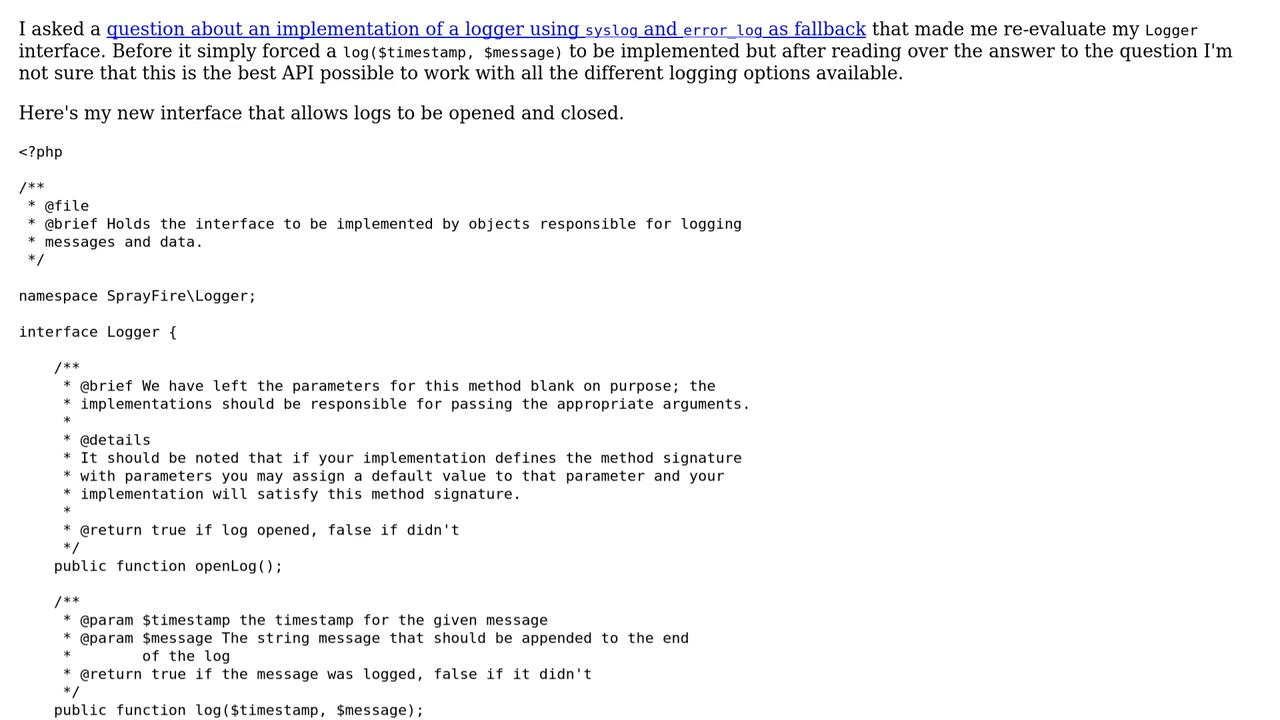 I asked a question about an implementation of a logger using syslog and error_log as fallback that made me re-evaluate my Logger
interface. Before it simply forced a log($timestamp, $message) to be implemented but after reading over the answer to the question I'm
not sure that this is the best API possible to work with all the different logging options available.
Here's my new interface that allows logs to be opened and closed.
<?php
/**
 * @file
 * @brief Holds the interface to be implemented by objects responsible for logging
 * messages and data.
 */
namespace SprayFire\Logger;
interface Logger {
    /**
     * @brief We have left the parameters for this method blank on purpose; the
     * implementations should be responsible for passing the appropriate arguments.
     *
     * @details
     * It should be noted that if your implementation defines the method signature
     * with parameters you may assign a default value to that parameter and your
     * implementation will satisfy this method signature.
     *
     * @return true if log opened, false if didn't
     */
    public function openLog();
    /**
     * @param $timestamp the timestamp for the given message
     * @param $message The string message that should be appended to the end
     *        of the log
     * @return true if the message was logged, false if it didn't
     */
    public function log($timestamp, $message);